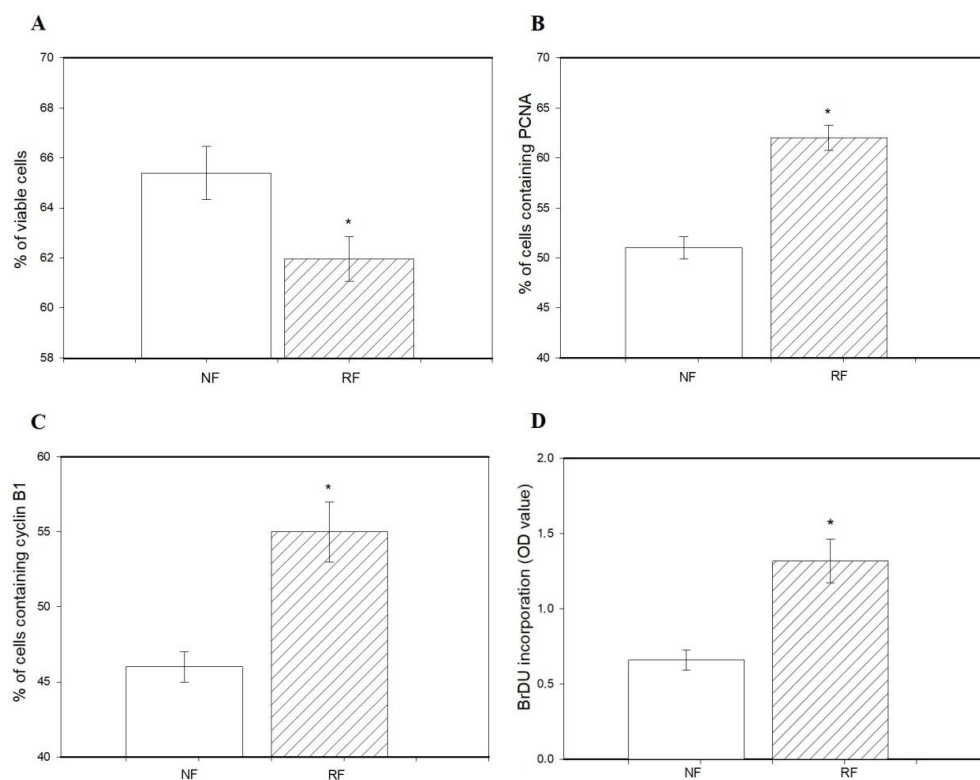 A
70
68
66
64
62
60
58
% of viable cells
*
NF
RF
B
70
65
60
55
50
45
40
% of cells containing PCNA
*
NF
RF
C
60
55
50
45
40
% of cells containing cyclin B1
*
NF
RF
D
2.0
1.5
1.0
0.5
0.0
BrDU incorporation (OD value)
*
NF
RF